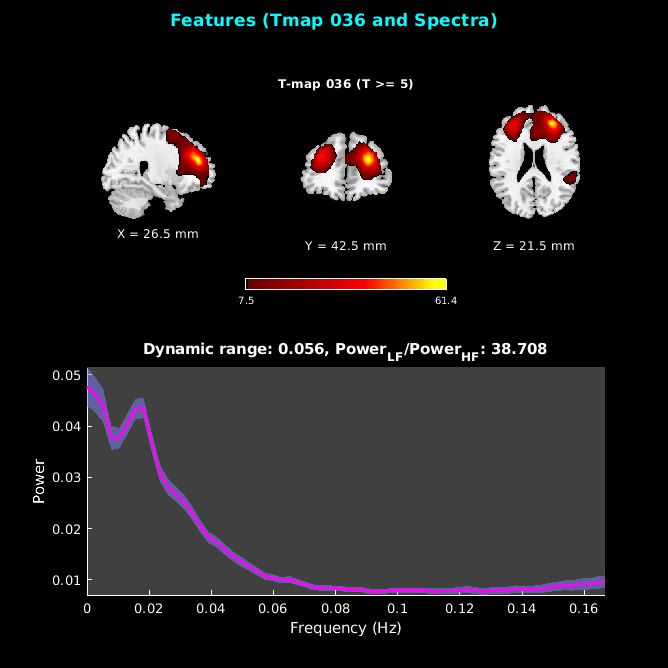 Features (Tmap 036 and Spectra)
T-map 036 (T >= 5)
X = 26.5 mm
Y = 42.5 mm
Z = 21.5 mm
7.5
61.4
Dynamic range: 0.056, PowerLF/PowerHF: 38.708
0.05
0.04
0.03
0.02
0.01
Power
0
0.02
0.04
0.06
0.08
0.1
0.12
0.14
0.16
Frequency (Hz)